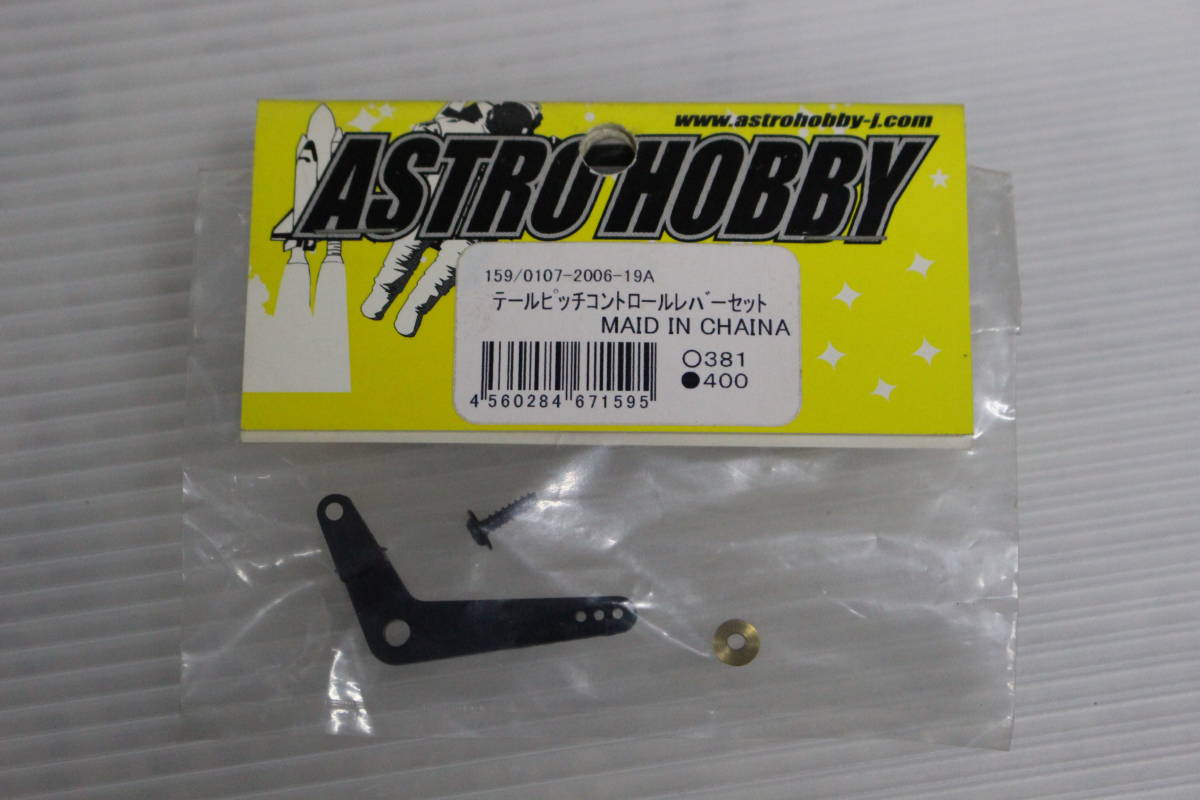 www.astrohobby-j.com
ASTRO HOBBY
159/0107-2006-19A
テールピッチコントロールレバーセット
MAID IN CHAINA
○381
●400
4 560284 671595